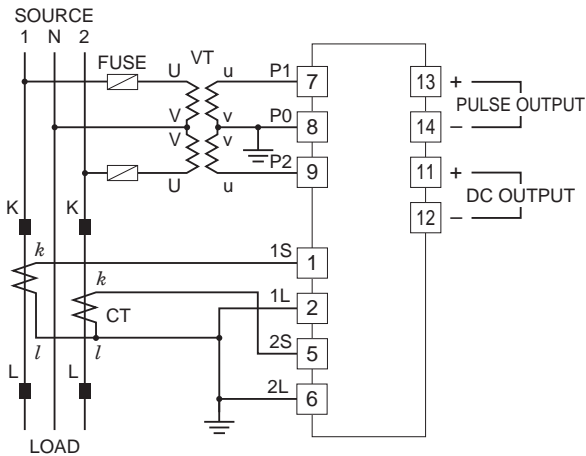 SOURCE
1 N 2
FUSE
VT
U u P1 7 13 +
PULSE OUTPUT
V v P0 8 14 –
V v
11 +
DC OUTPUT
U u P2 9
12 –
K K
k 1S 1
k 1L 2
CT
l l 2S 5
L L 2L 6
LOAD